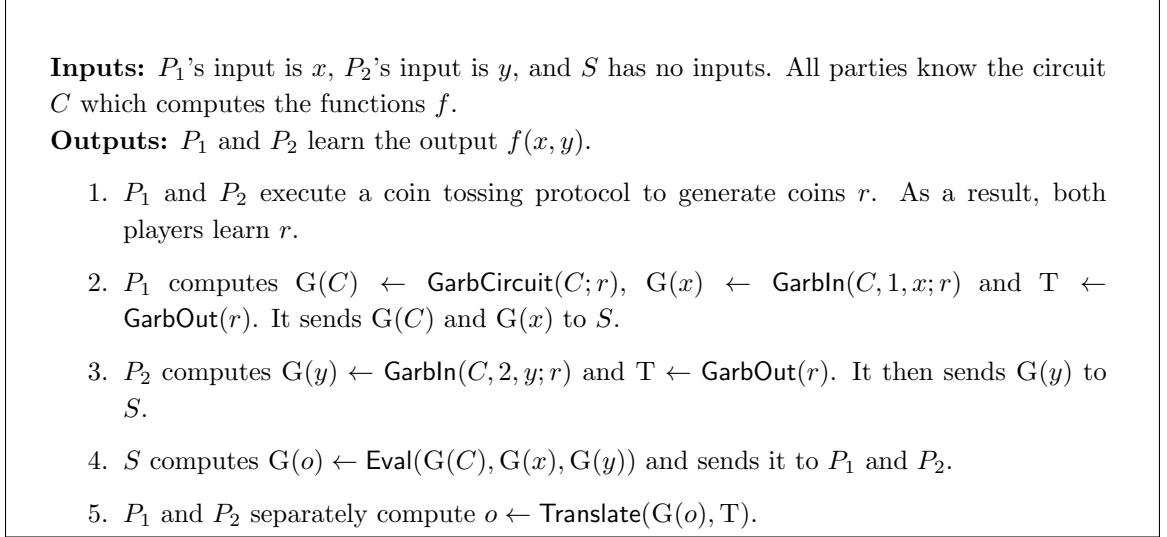 Inputs: P₁'s input is x, P₂'s input is y, and S has no inputs. All parties know the circuit
C which computes the functions f.
Outputs: P₁ and P₂ learn the output f(x, y).
1. P₁ and P₂ execute a coin tossing protocol to generate coins r. As a result, both
players learn r.
2. P₁ computes G(C) ← GarbCircuit(C; r), G(x) ← GarbIn(C, 1, x; r) and T ←
GarbOut(r). It sends G(C) and G(x) to S.
3. P₂ computes G(y) ← GarbIn(C, 2, y; r) and T ← GarbOut(r). It then sends G(y) to
S.
4. S computes G(o) ← Eval(G(C), G(x), G(y)) and sends it to P₁ and P₂.
5. P₁ and P₂ separately compute o ← Translate(G(o), T).